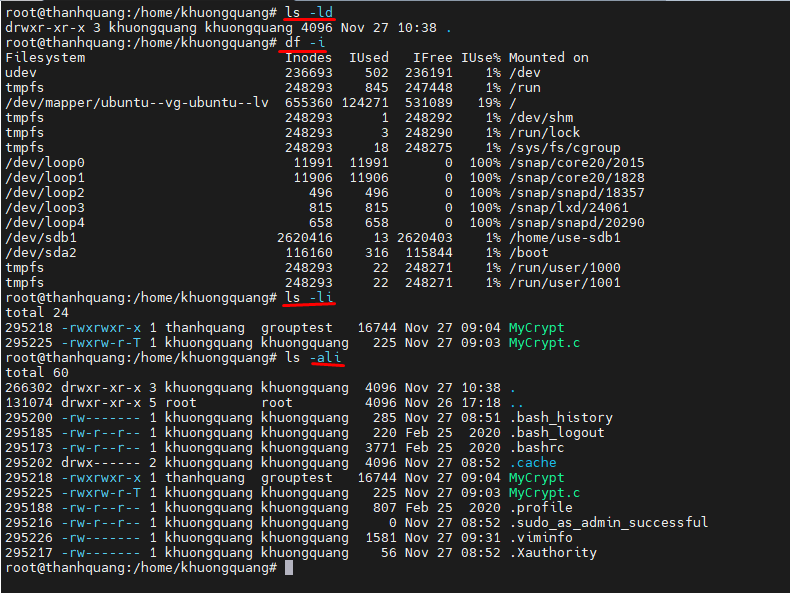 root@thanhquang:/home/khuongquang# ls -ld
drwxr-xr-x 3 khuongquang khuongquang 4096 Nov 27 10:38 .
root@thanhquang:/home/khuongquang# df -i
Filesystem                         Inodes  IUsed   IFree IUse% Mounted on
udev                               236693    502  236191    1% /dev
tmpfs                              248293    845  247448    1% /run
/dev/mapper/ubuntu--vg-ubuntu--lv  655360 124271  531089   19% /
tmpfs                              248293      1  248292    1% /dev/shm
tmpfs                              248293      3  248290    1% /run/lock
tmpfs                              248293     18  248275    1% /sys/fs/cgroup
/dev/loop0                          11991  11991       0  100% /snap/core20/2015
/dev/loop1                          11906  11906       0  100% /snap/core20/1828
/dev/loop2                            496    496       0  100% /snap/snapd/18357
/dev/loop3                            815    815       0  100% /snap/lxd/24061
/dev/loop4                            658    658       0  100% /snap/snapd/20290
/dev/sdb1                         2620416     13 2620403    1% /home/use-sdb1
/dev/sda2                          116160    316  115844    1% /boot
tmpfs                              248293     22  248271    1% /run/user/1000
tmpfs                              248293     22  248271    1% /run/user/1001
root@thanhquang:/home/khuongquang# ls -li
total 24
295218 -rwxrwxr-x 1 thanhquang  grouptest   16744 Nov 27 09:04 MyCrypt
295225 -rwxrw-r-T 1 khuongquang khuongquang   225 Nov 27 09:03 MyCrypt.c
root@thanhquang:/home/khuongquang# ls -ali
total 60
266302 drwxr-xr-x 3 khuongquang khuongquang  4096 Nov 27 10:38 .
131074 drwxr-xr-x 5 root        root         4096 Nov 26 17:18 ..
295200 -rw------- 1 khuongquang khuongquang   285 Nov 27 08:51 .bash_history
295185 -rw-r--r-- 1 khuongquang khuongquang   220 Feb 25  2020 .bash_logout
295173 -rw-r--r-- 1 khuongquang khuongquang  3771 Feb 25  2020 .bashrc
295202 drwx------ 2 khuongquang khuongquang  4096 Nov 27 08:52 .cache
295218 -rwxrwxr-x 1 thanhquang  grouptest   16744 Nov 27 09:04 MyCrypt
295225 -rwxrw-r-T 1 khuongquang khuongquang   225 Nov 27 09:03 MyCrypt.c
295188 -rw-r--r-- 1 khuongquang khuongquang   807 Feb 25  2020 .profile
295216 -rw-r--r-- 1 khuongquang khuongquang     0 Nov 27 08:52 .sudo_as_admin_successful
295226 -rw------- 1 khuongquang khuongquang  1581 Nov 27 09:31 .viminfo
295217 -rw------- 1 khuongquang khuongquang    56 Nov 27 08:52 .Xauthority
root@thanhquang:/home/khuongquang#